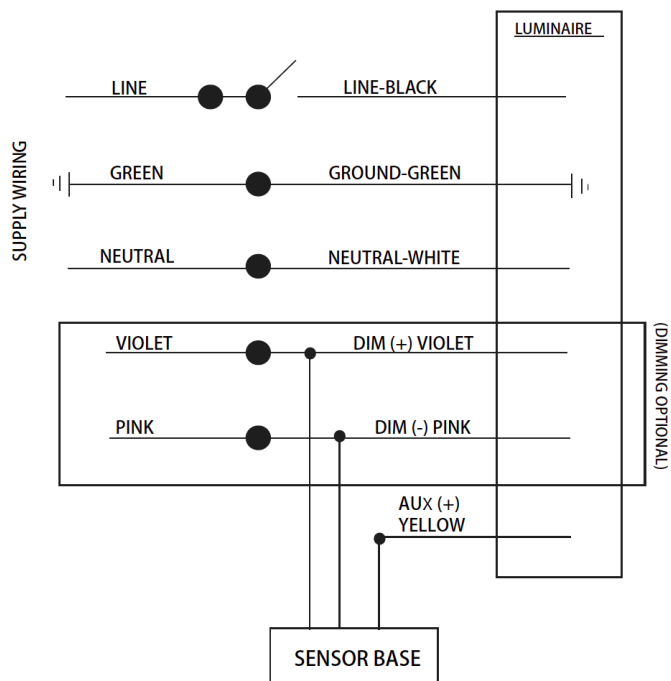 LUMINAIRE
LINE
LINE-BLACK
SUPPLY WIRING
GREEN
GROUND-GREEN
NEUTRAL
NEUTRAL-WHITE
VIOLET
DIM (+) VIOLET
(DIMMING OPTIONAL)
PINK
DIM (-) PINK
AUX (+)
YELLOW
SENSOR BASE